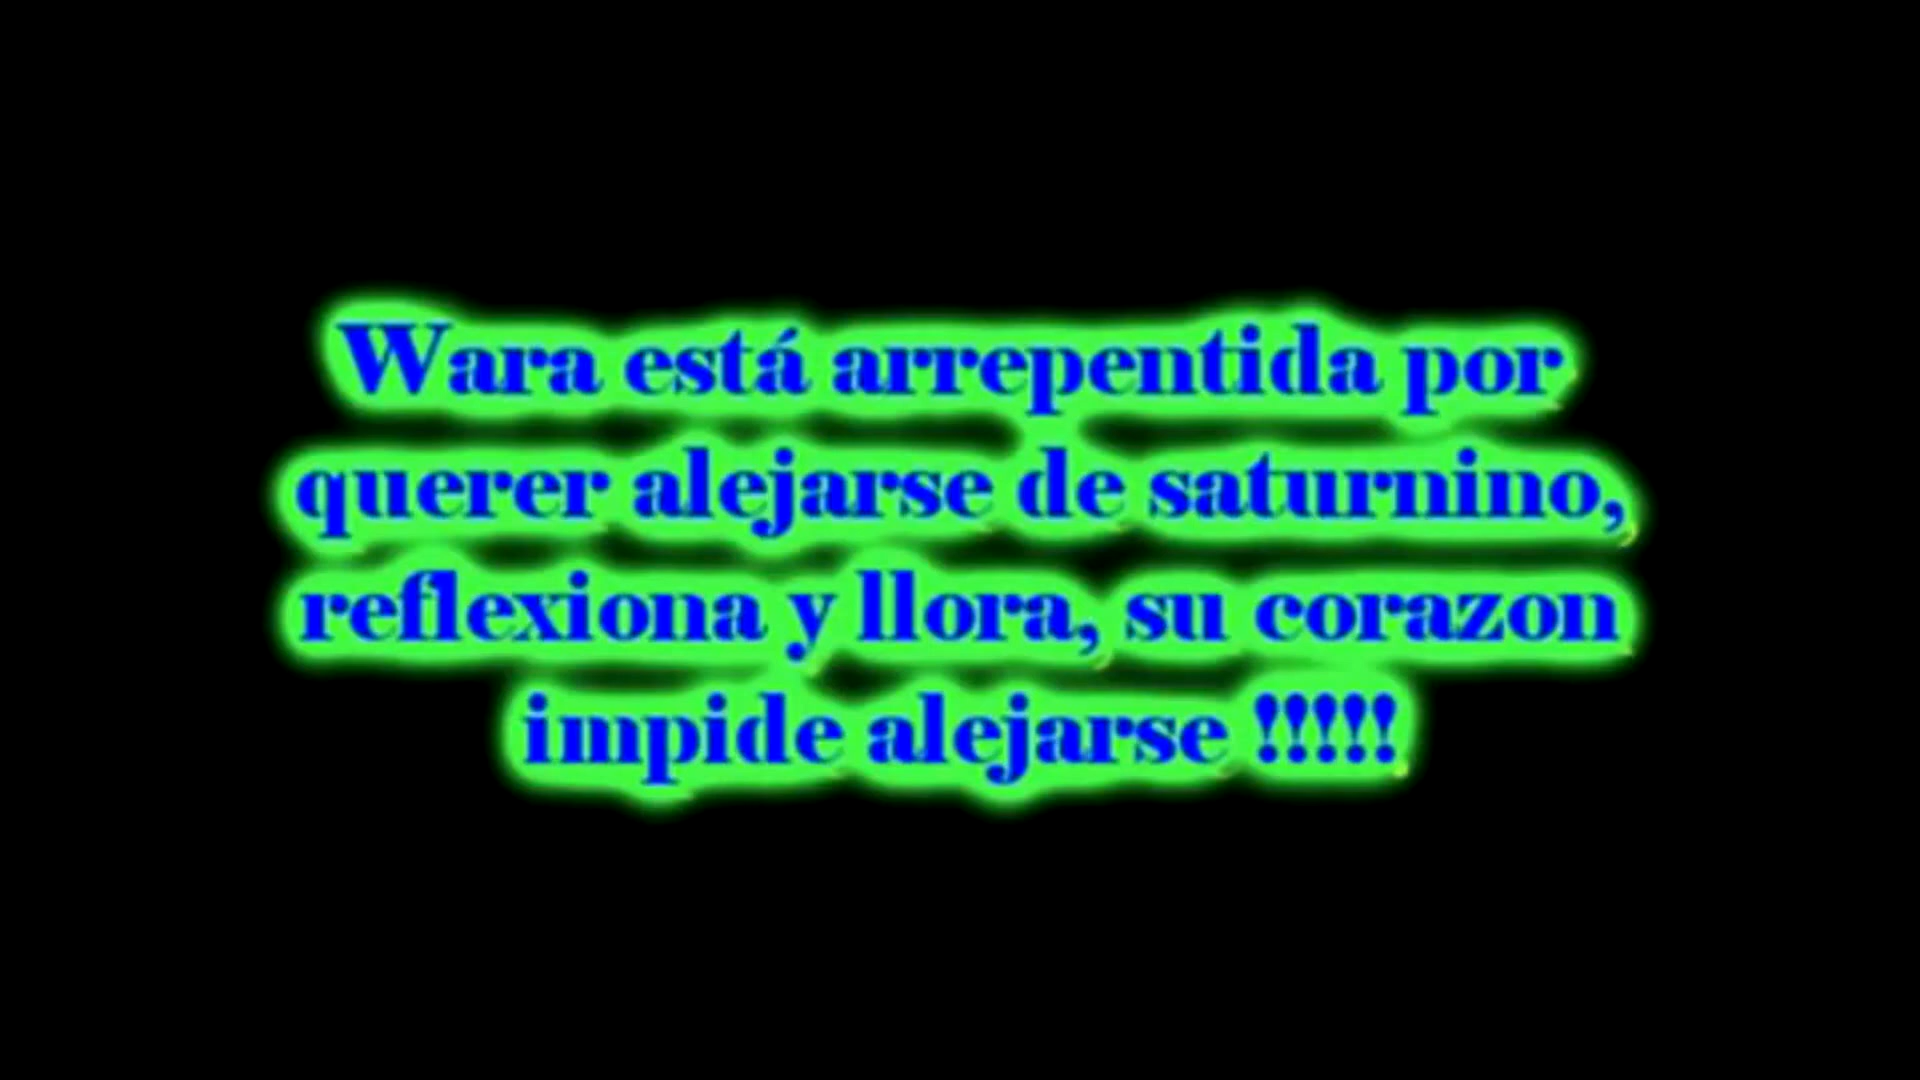 Wara está arrepentida por
querer alejarse de saturnino,
reflexiona y llora, su corazon
impide alejarse !!!!!